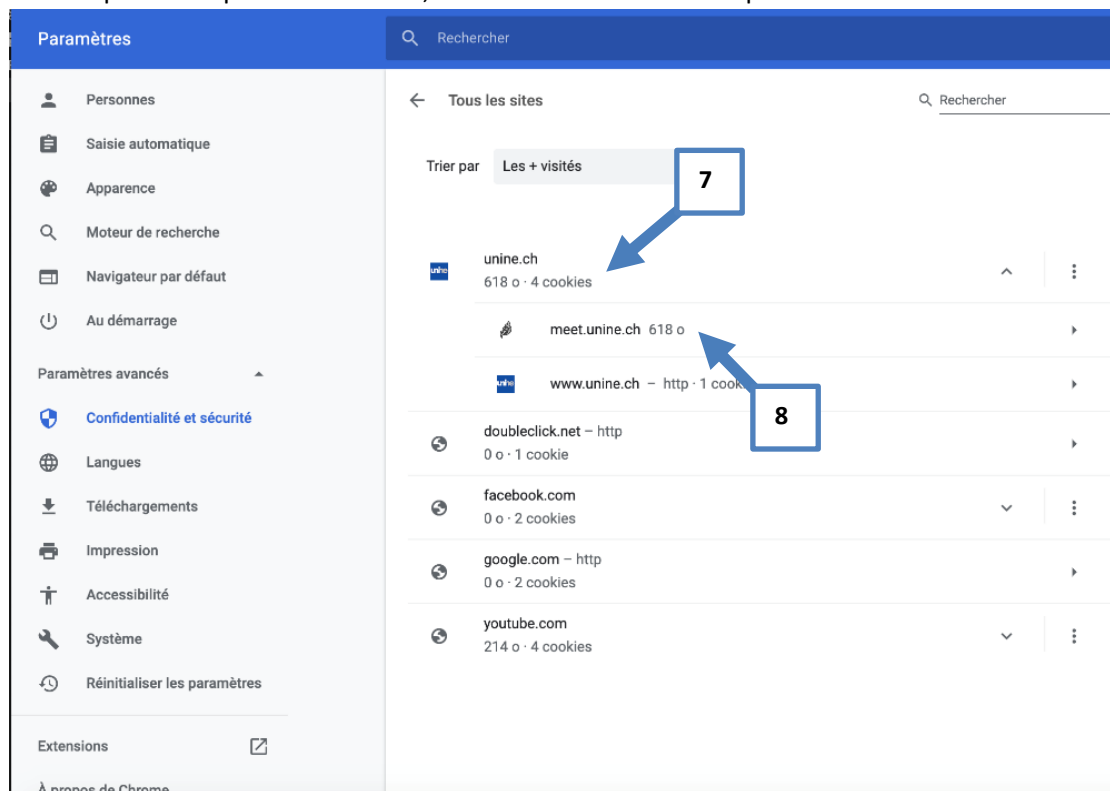 Paramètres
Rechercher
Personnes
Saisie automatique
Apparence
Moteur de recherche
Navigateur par défaut
Au démarrage
Paramètres avancés
Confidentialité et sécurité
Langues
Téléchargements
Impression
Accessibilité
Système
Réinitialiser les paramètres
Extensions
À propos de Chrome
Tous les sites
Rechercher
Trier par Les + visités
7
unine.ch
618 o · 4 cookies
meet.unine.ch 618 o
www.unine.ch – http · 1 cook
8
doubleclick.net – http
0 o · 1 cookie
facebook.com
0 o · 2 cookies
google.com – http
0 o · 2 cookies
youtube.com
214 o · 4 cookies